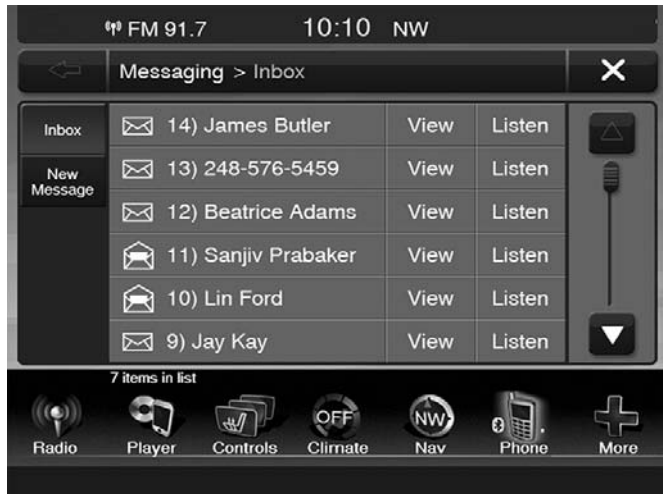 FM 91.7 10:10 NW
Messaging > Inbox
Inbox
New
Message
14) James Butler View Listen
13) 248-576-5459 View Listen
12) Beatrice Adams View Listen
11) Sanjiv Prabaker View Listen
10) Lin Ford View Listen
9) Jay Kay View Listen
7 items in list
OFF NW
Radio Player Controls Climate Nav Phone More